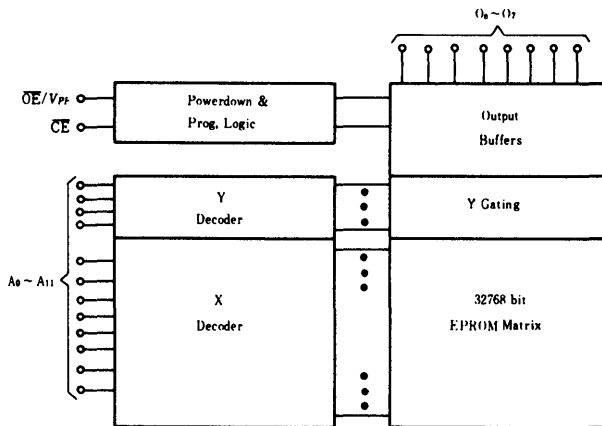 O₀~O₇
OE/VPP
CE
Powerdown &
Prog, Logic
Output
Buffers
Y
Decoder
Y Gating
A₀~A₁₁
X
Decoder
32768 bit
EPROM Matrix